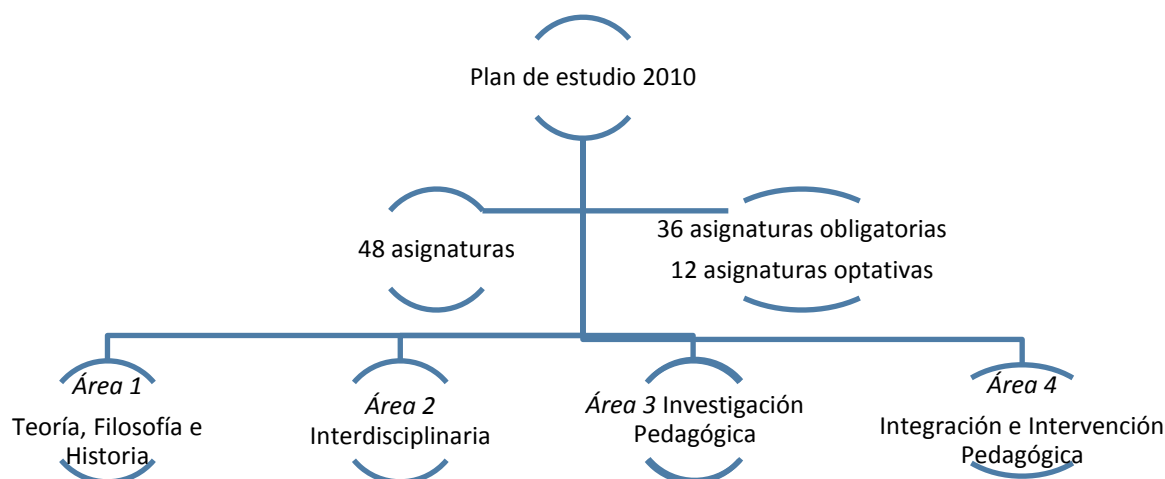 Plan de estudio 2010
48 asignaturas
36 asignaturas obligatorias
12 asignaturas optativas
Área 1
Teoría, Filosofía e
Historia
Área 2
Interdisciplinaria
Área 3 Investigación
Pedagógica
Área 4
Integración e Intervención
Pedagógica